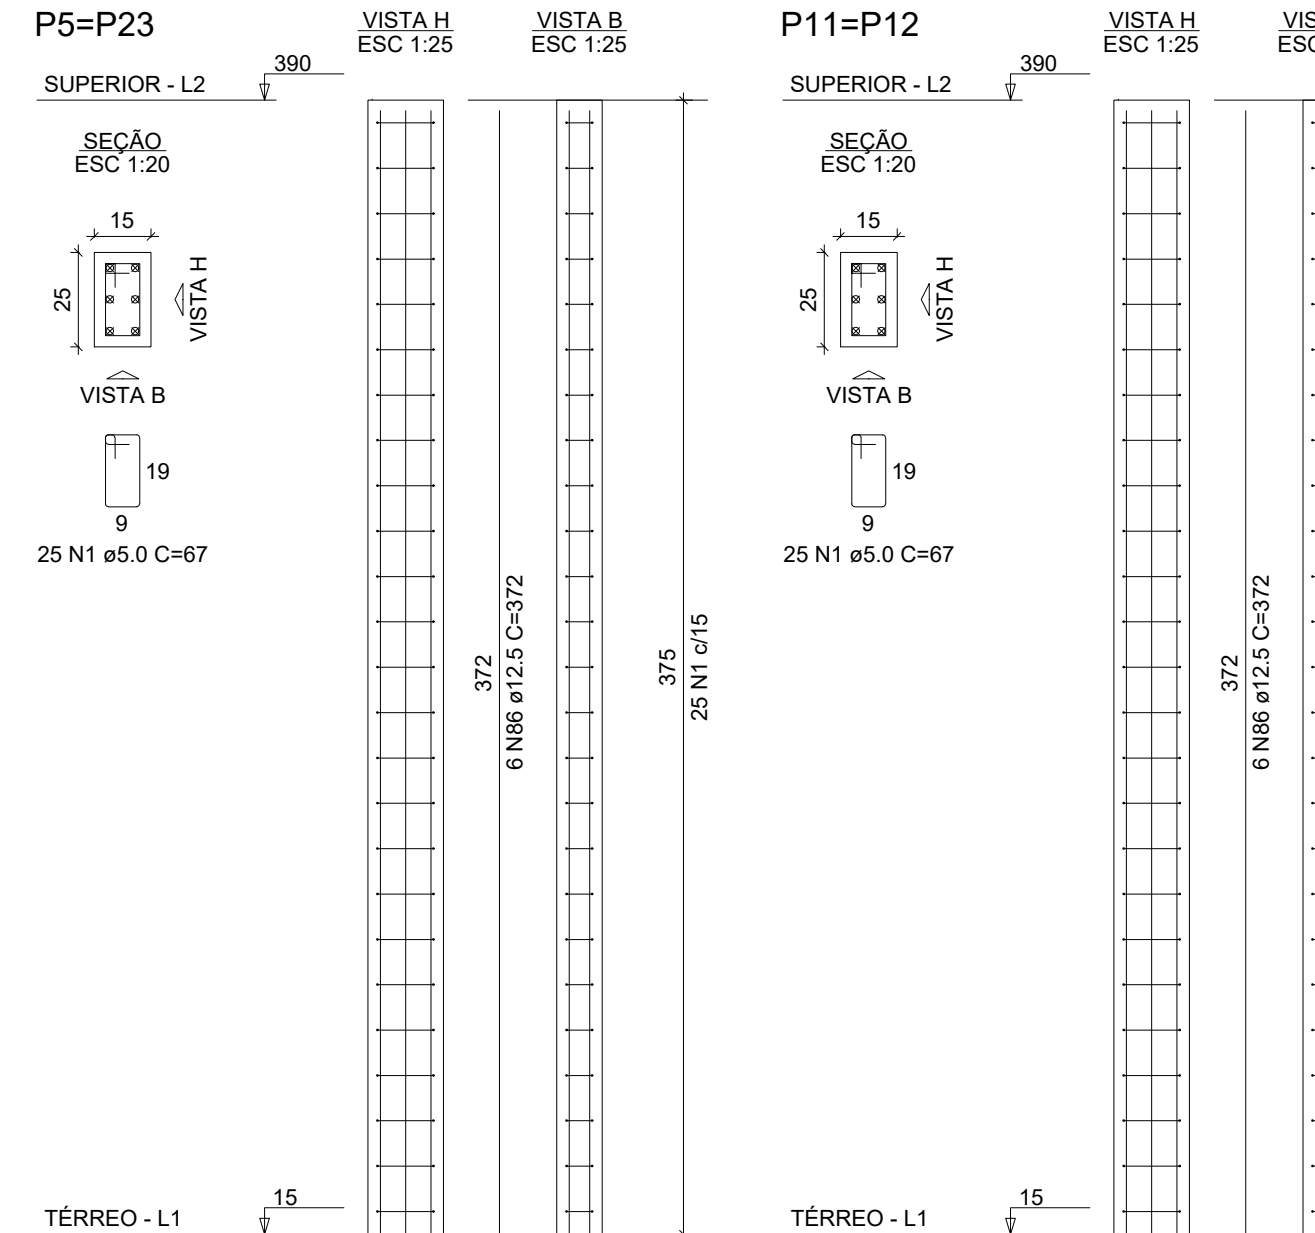 P5=P23
VISTA H
ESC 1:25
VISTA B
ESC 1:25
390
SUPERIOR - L2
SEÇÃO
ESC 1:20
15
25
VISTA H
VISTA B
19
9
25 N1 ø5.0 C=67
372
6 N86 ø12.5 C=372
375
25 N1 c/15
15
TÉRREO - L1
P11=P12
VISTA H
ESC 1:25
390
SUPERIOR - L2
SEÇÃO
ESC 1:20
15
25
VISTA H
VISTA B
19
9
25 N1 ø5.0 C=67
372
6 N86 ø12.5 C=372
15
TÉRREO - L1